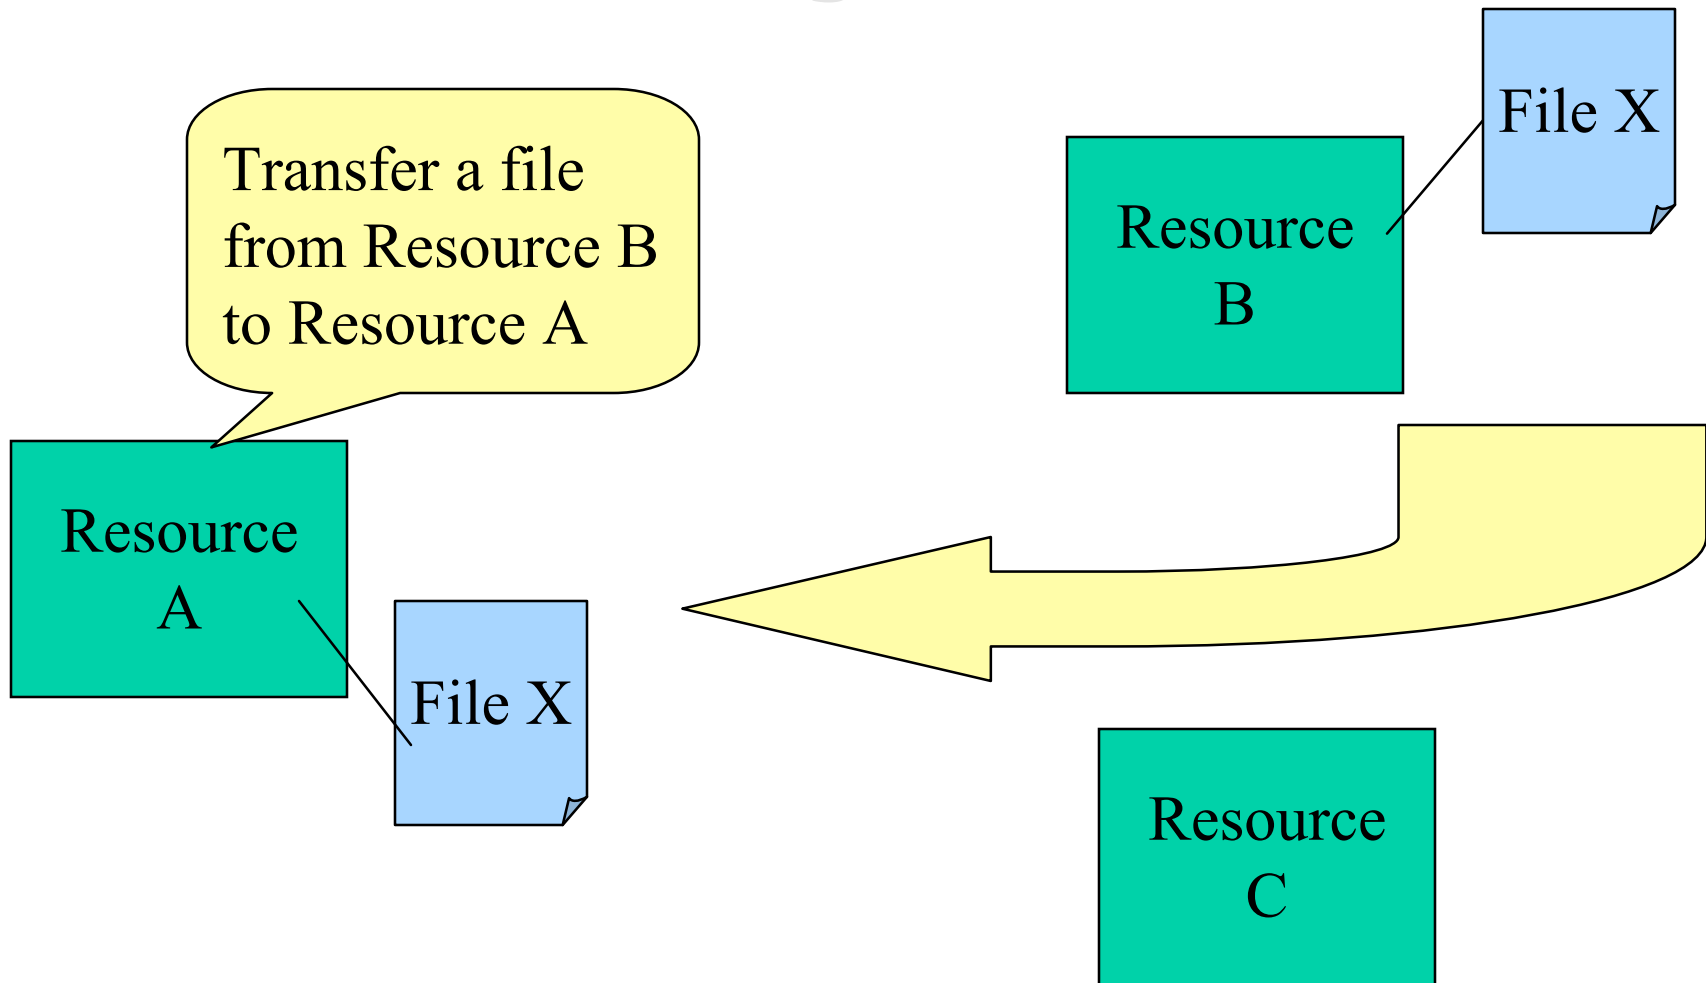 Transfer a file
from Resource B
to Resource A
File X
Resource
B
Resource
A
File X
Resource
C